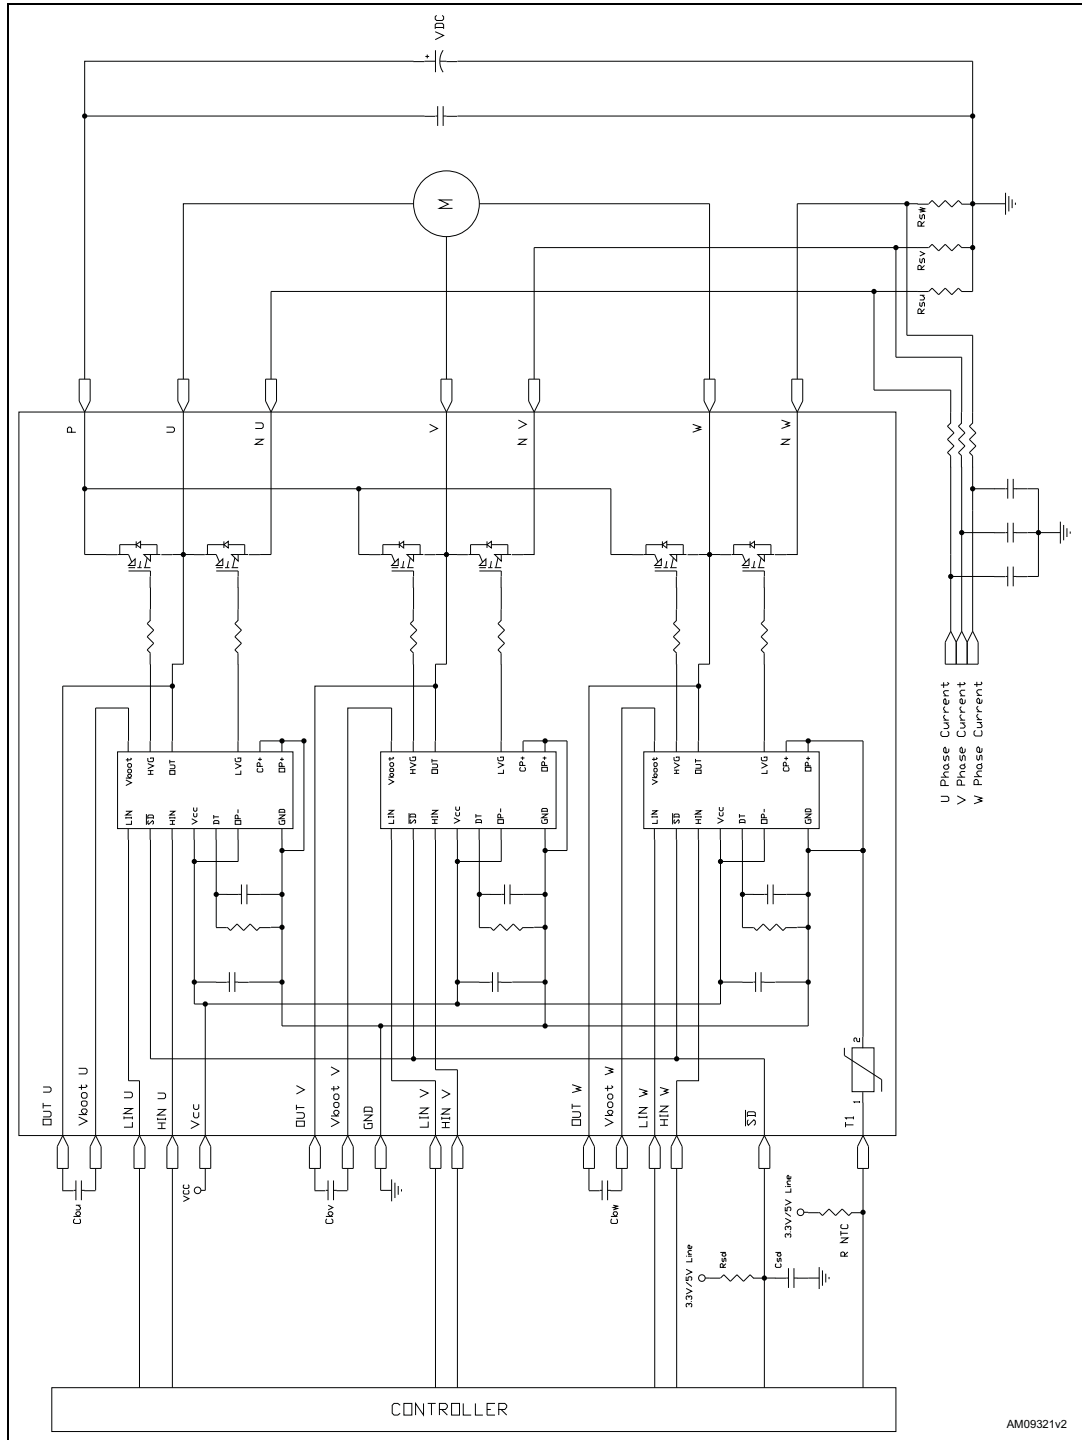 VDC
M
Rsw
Rsv
Rsu
P
U
N U
V
N V
W
N W
U Phase Current
V Phase Current
W Phase Current
Vboot
HVG
OUT
LVG
CP+
OP+
LIN
SD
HIN
Vcc
DT
OP-
GND
Vboot
HVG
OUT
LVG
CP+
OP+
LIN
SD
HIN
Vcc
DT
OP-
GND
Vboot
HVG
OUT
LVG
CP+
OP+
LIN
SD
HIN
Vcc
DT
OP-
GND
OUT U
Vboot U
LIN U
HIN U
Vcc
OUT V
Vboot V
GND
LIN V
HIN V
OUT W
Vboot W
LIN W
HIN W
SD
T1
1
2
Cbu
VCC
Cbv
Cbw
3.3V/5V Line
Rsd
Csd
3.3V/5V Line
R NTC
CONTROLLER
AM09321v2